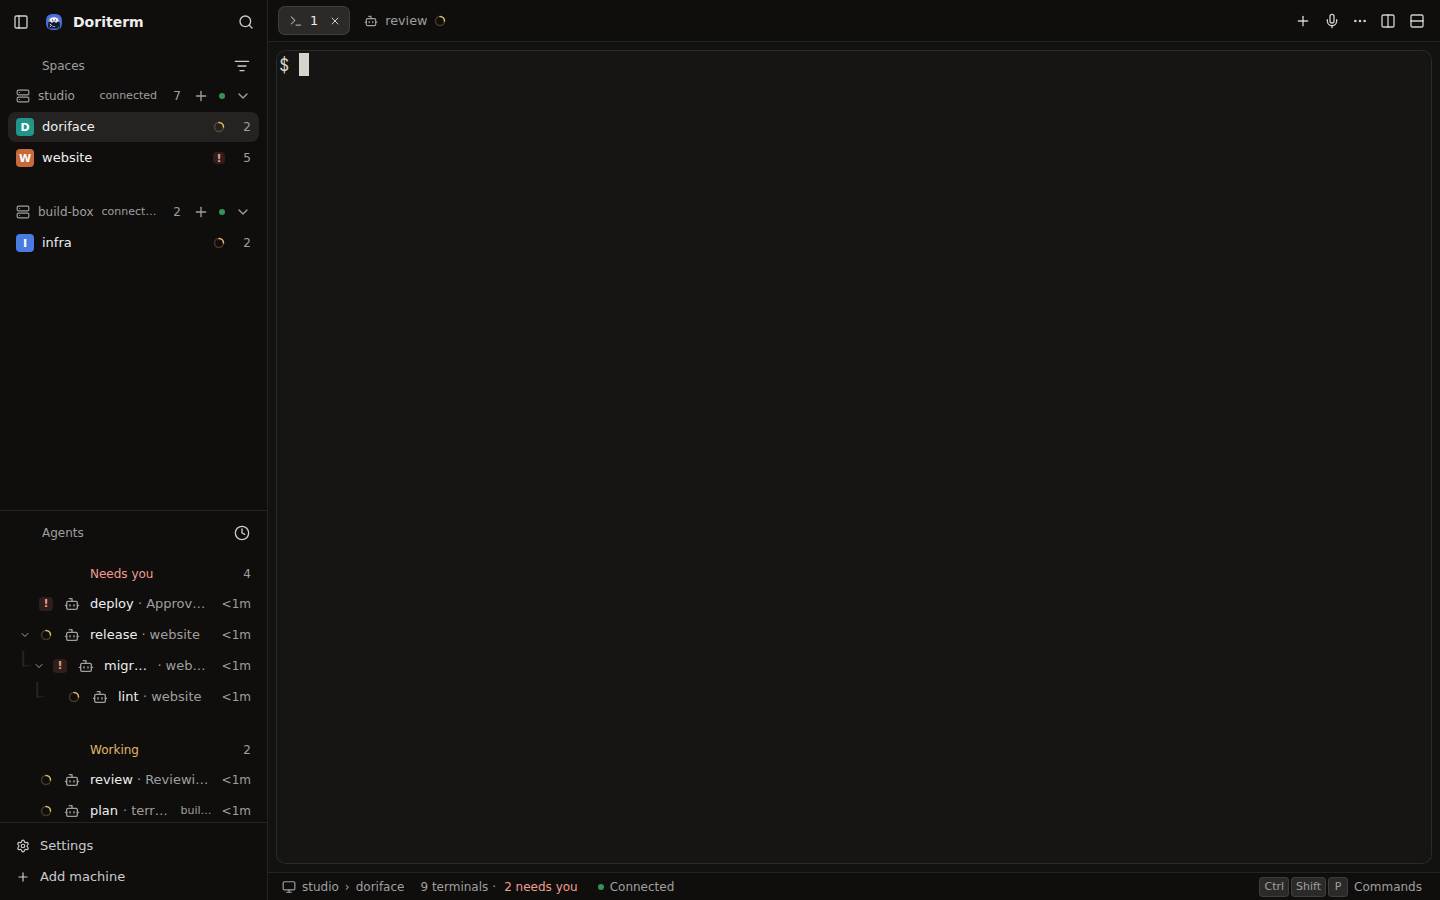 Doriterm
1
review
$
Spaces
studio connected 7
D doriface 2
W website ! 5
build-box connect... 2
I infra 2
Agents
Needs you 4
! deploy · Approv... <1m
release · website <1m
! migr... · web... <1m
lint · website <1m
Working 2
review · Reviewi... <1m
plan · terr... buil... <1m
Settings
Add machine
studio › doriface 9 terminals · 2 needs you Connected Ctrl Shift P Commands